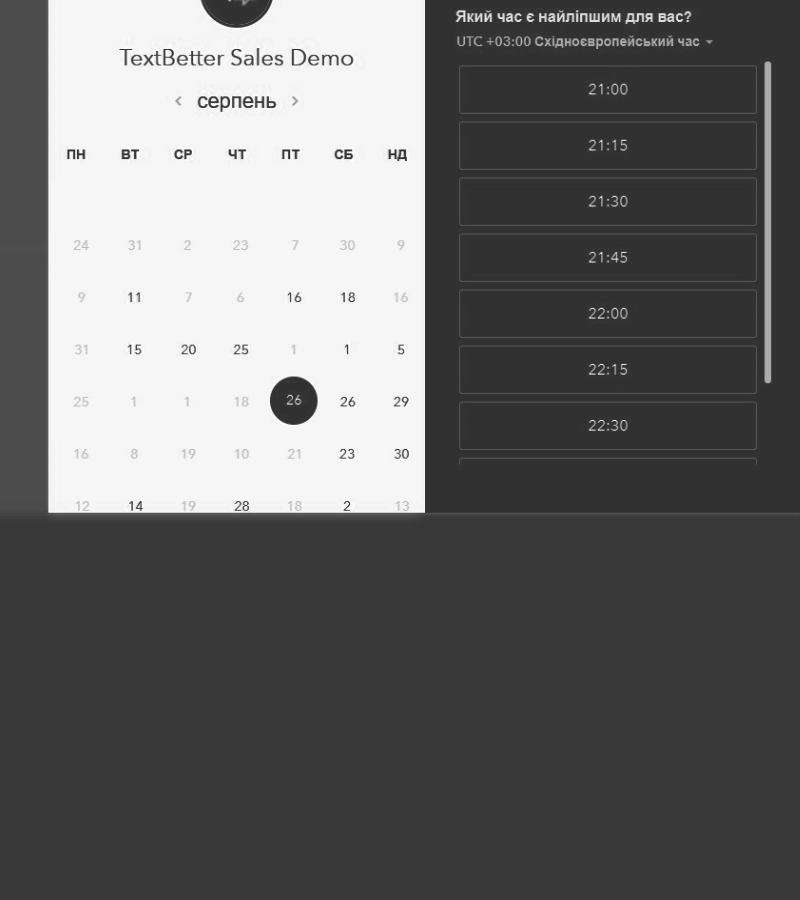 TextBetter Sales Demo
серпень
ПН ВТ СР ЧТ ПТ СБ НД
24 31 2 23 7 30 9
9 11 7 6 16 18 16
31 15 20 25 1 1 5
25 1 1 18 26 26 29
16 8 19 10 21 23 30
12 14 19 28 18 2 13
Який час є найліпшим для вас?
UTC +03:00 Східноєвропейський час
21:00
21:15
21:30
21:45
22:00
22:15
22:30